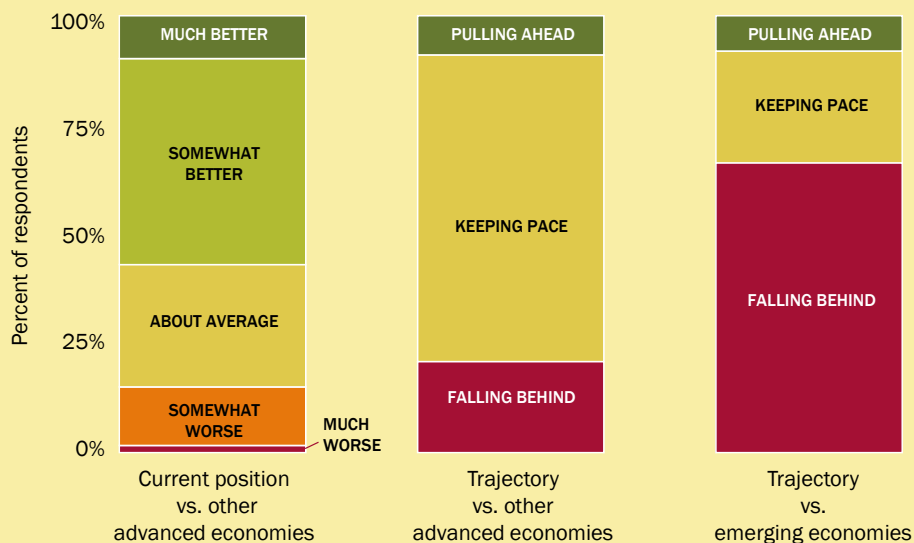 Percent of respondents
100%
75%
50%
25%
0%
MUCH BETTER
SOMEWHAT
BETTER
ABOUT AVERAGE
SOMEWHAT
WORSE
MUCH
WORSE
Current position
vs. other
advanced economies
PULLING AHEAD
KEEPING PACE
FALLING BEHIND
Trajectory
vs. other
advanced economies
PULLING AHEAD
KEEPING PACE
FALLING BEHIND
Trajectory
vs.
emerging economies